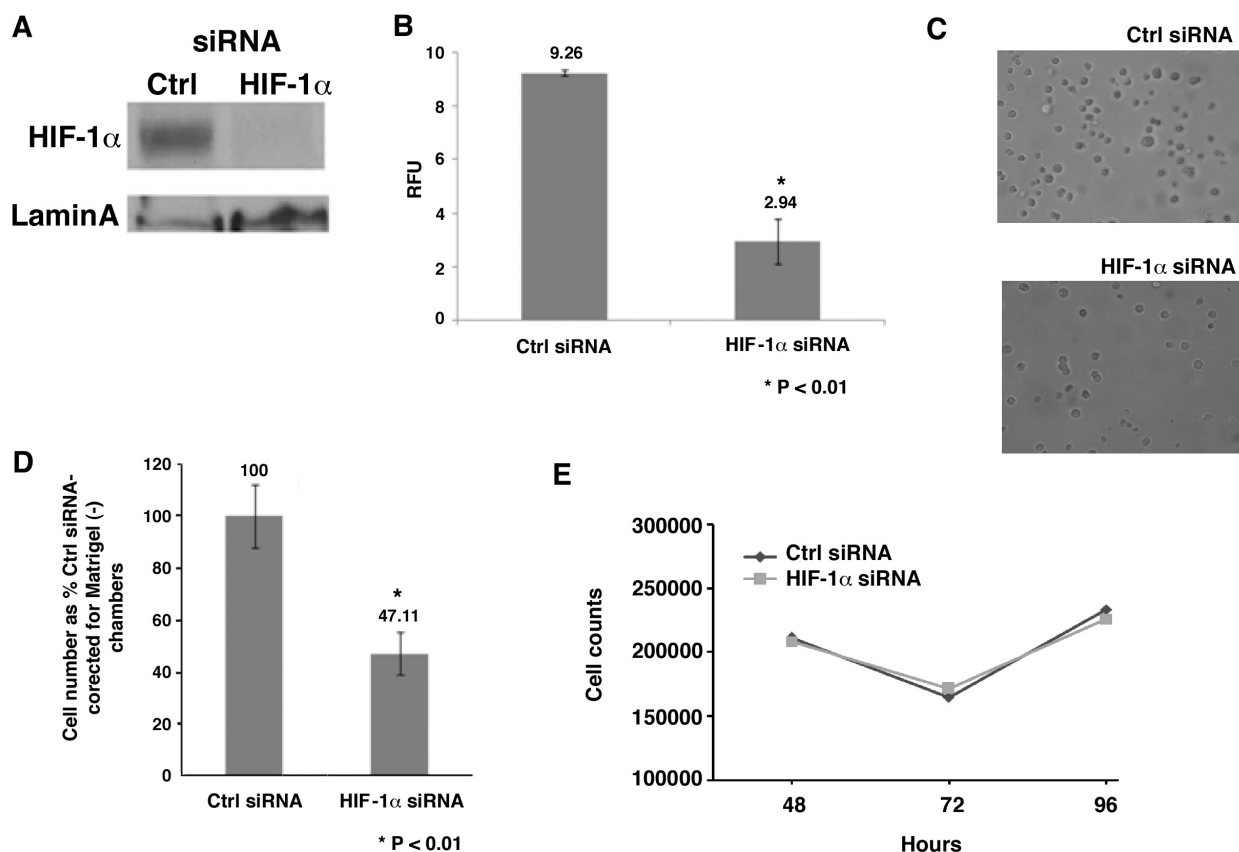 A
siRNA
Ctrl HIF-1α
HIF-1α
LaminA
B
10
8
6
4
2
0
RFU
9.26
*
2.94
Ctrl siRNA
HIF-1α siRNA
* P < 0.01
C
Ctrl siRNA
HIF-1α siRNA
D
Cell number as % Ctrl siRNA-
corected for Matrigel (-)
chambers
120
100
80
60
40
20
0
100
*
47.11
Ctrl siRNA
HIF-1α siRNA
* P < 0.01
E
Cell counts
300000
250000
200000
150000
100000
Ctrl siRNA
HIF-1α siRNA
48
72
96
Hours